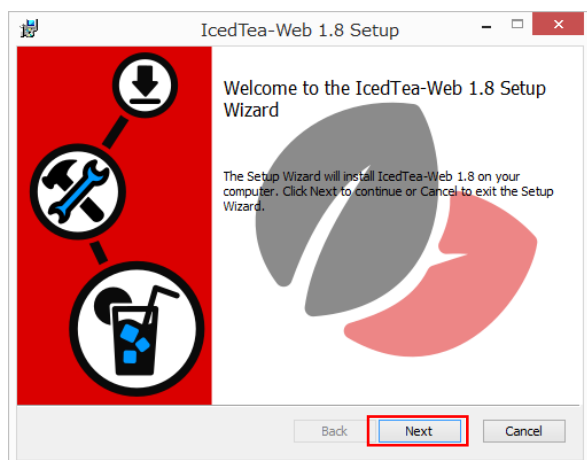 IcedTea-Web 1.8 Setup
Welcome to the IcedTea-Web 1.8 Setup
Wizard
The Setup Wizard will install IcedTea-Web 1.8 on your
computer. Click Next to continue or Cancel to exit the Setup
Wizard.
Back Next Cancel